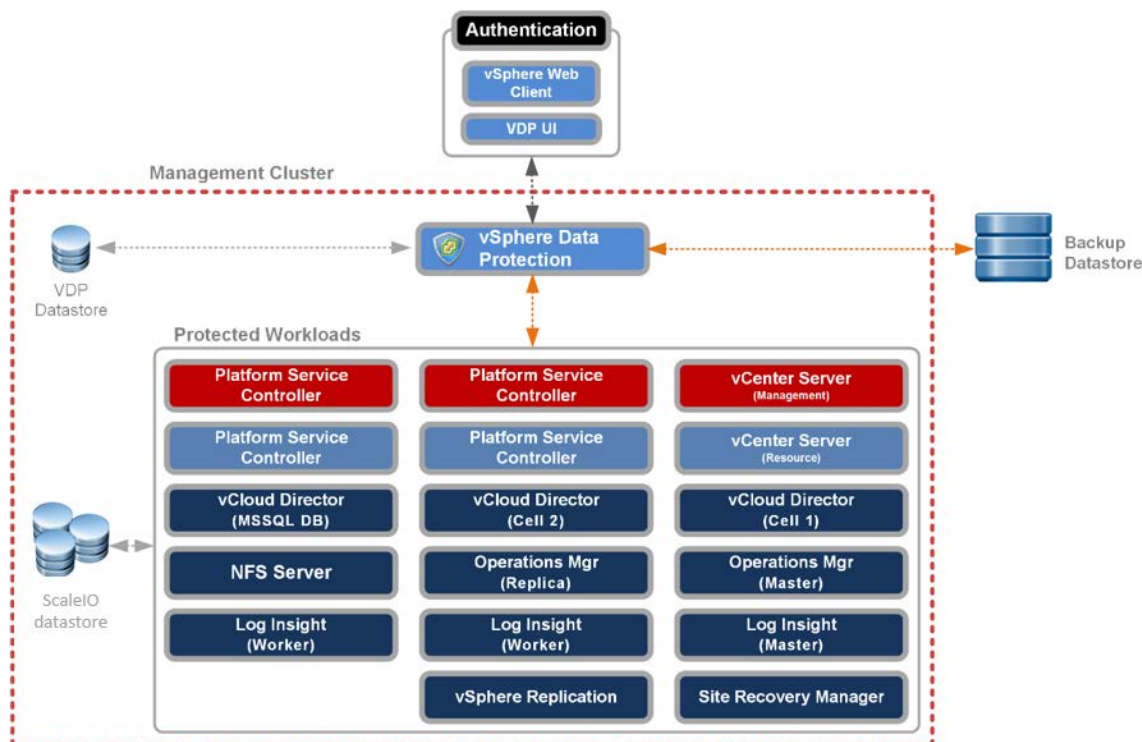 Authentication
vSphere Web
Client
VDP UI
Management Cluster
vSphere Data
Protection
VDP
Datastore
Backup
Datastore
Protected Workloads
Platform Service
Controller
Platform Service
Controller
vCenter Server
(Management)
Platform Service
Controller
Platform Service
Controller
vCenter Server
(Resource)
vCloud Director
(MSSQL DB)
vCloud Director
(Cell 2)
vCloud Director
(Cell 1)
NFS Server
Operations Mgr
(Replica)
Operations Mgr
(Master)
ScaleIO
datastore
Log Insight
(Worker)
Log Insight
(Worker)
Log Insight
(Master)
vSphere Replication
Site Recovery Manager